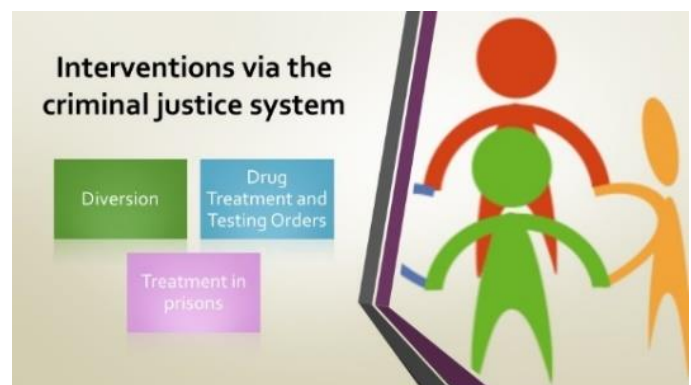 Interventions via the
criminal justice system
Diversion
Drug
Treatment and
Testing Orders
Treatment in
prisons